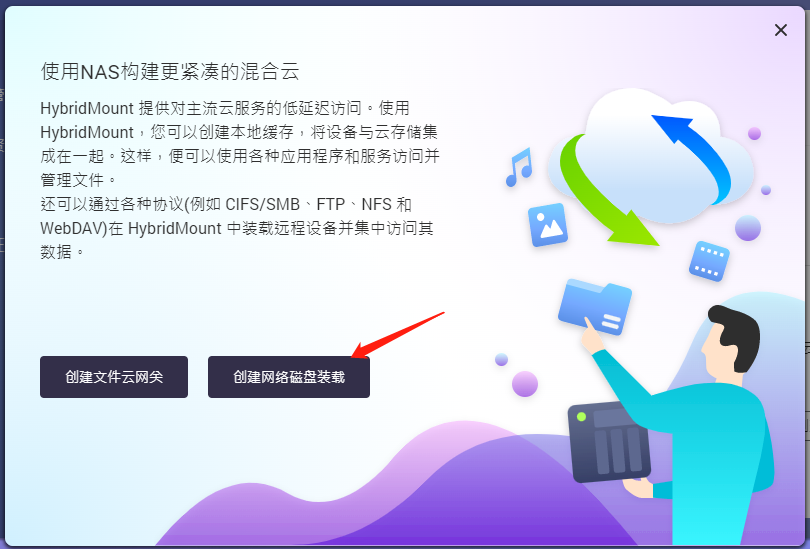 使用NAS构建更紧凑的混合云
HybridMount 提供对主流云服务的低延迟访问。使用
HybridMount，您可以创建本地缓存，将设备与云存储集
成在一起。这样，便可以使用各种应用程序和服务访问并
管理文件。
还可以通过各种协议(例如 CIFS/SMB、FTP、NFS 和
WebDAV)在 HybridMount 中装载远程设备并集中访问其
数据。
创建文件云网关
创建网络磁盘装载